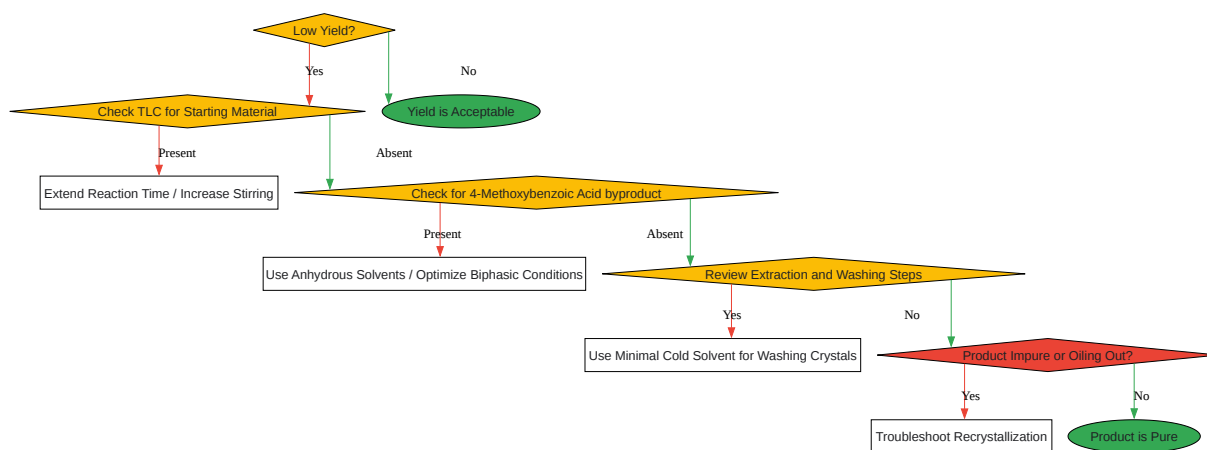 Low Yield?
Yes
No
Check TLC for Starting Material
Yield is Acceptable
Present
Absent
Extend Reaction Time / Increase Stirring
Check for 4-Methoxybenzoic Acid byproduct
Present
Absent
Use Anhydrous Solvents / Optimize Biphasic Conditions
Review Extraction and Washing Steps
Yes
No
Use Minimal Cold Solvent for Washing Crystals
Product Impure or Oiling Out?
Yes
No
Troubleshoot Recrystallization
Product is Pure